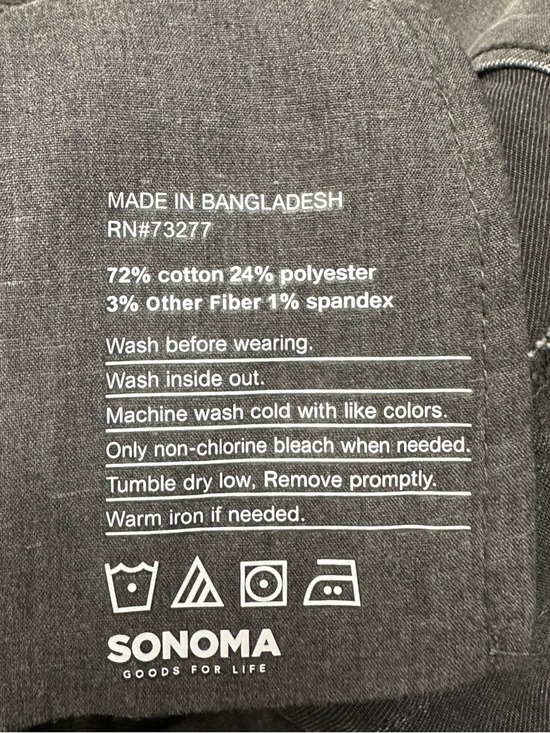 MADE IN BANGLADESH
RN#73277
72% cotton 24% polyester
3% Other Fiber 1% spandex
Wash before wearing.
Wash inside out.
Machine wash cold with like colors.
Only non-chlorine bleach when needed.
Tumble dry low, Remove promptly.
Warm iron if needed.
SONOMA
GOODS FOR LIFE